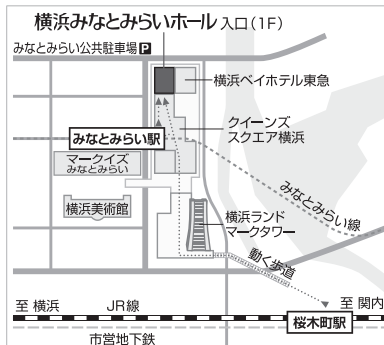 横浜みなとみらいホール 入口(1F)
みなとみらい公共駐車場 P
横浜ベイホテル東急
クイーンズ
スクエア横浜
みなとみらい駅
マークイズ
みなとみらい
みなとみらい線
横浜美術館
横浜ランド
マークタワー
動く歩道
至 横浜
JR線
至 関内
桜木町駅
市営地下鉄